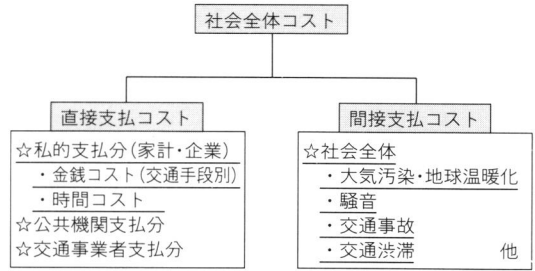 社会全体コスト
直接支払コスト
☆私的支払分(家計・企業)
・金銭コスト(交通手段別)
・時間コスト
☆公共機関支払分
☆交通事業者支払分
間接支払コスト
☆社会全体
・大気汚染・地球温暖化
・騒音
・交通事故
・交通渋滞 他